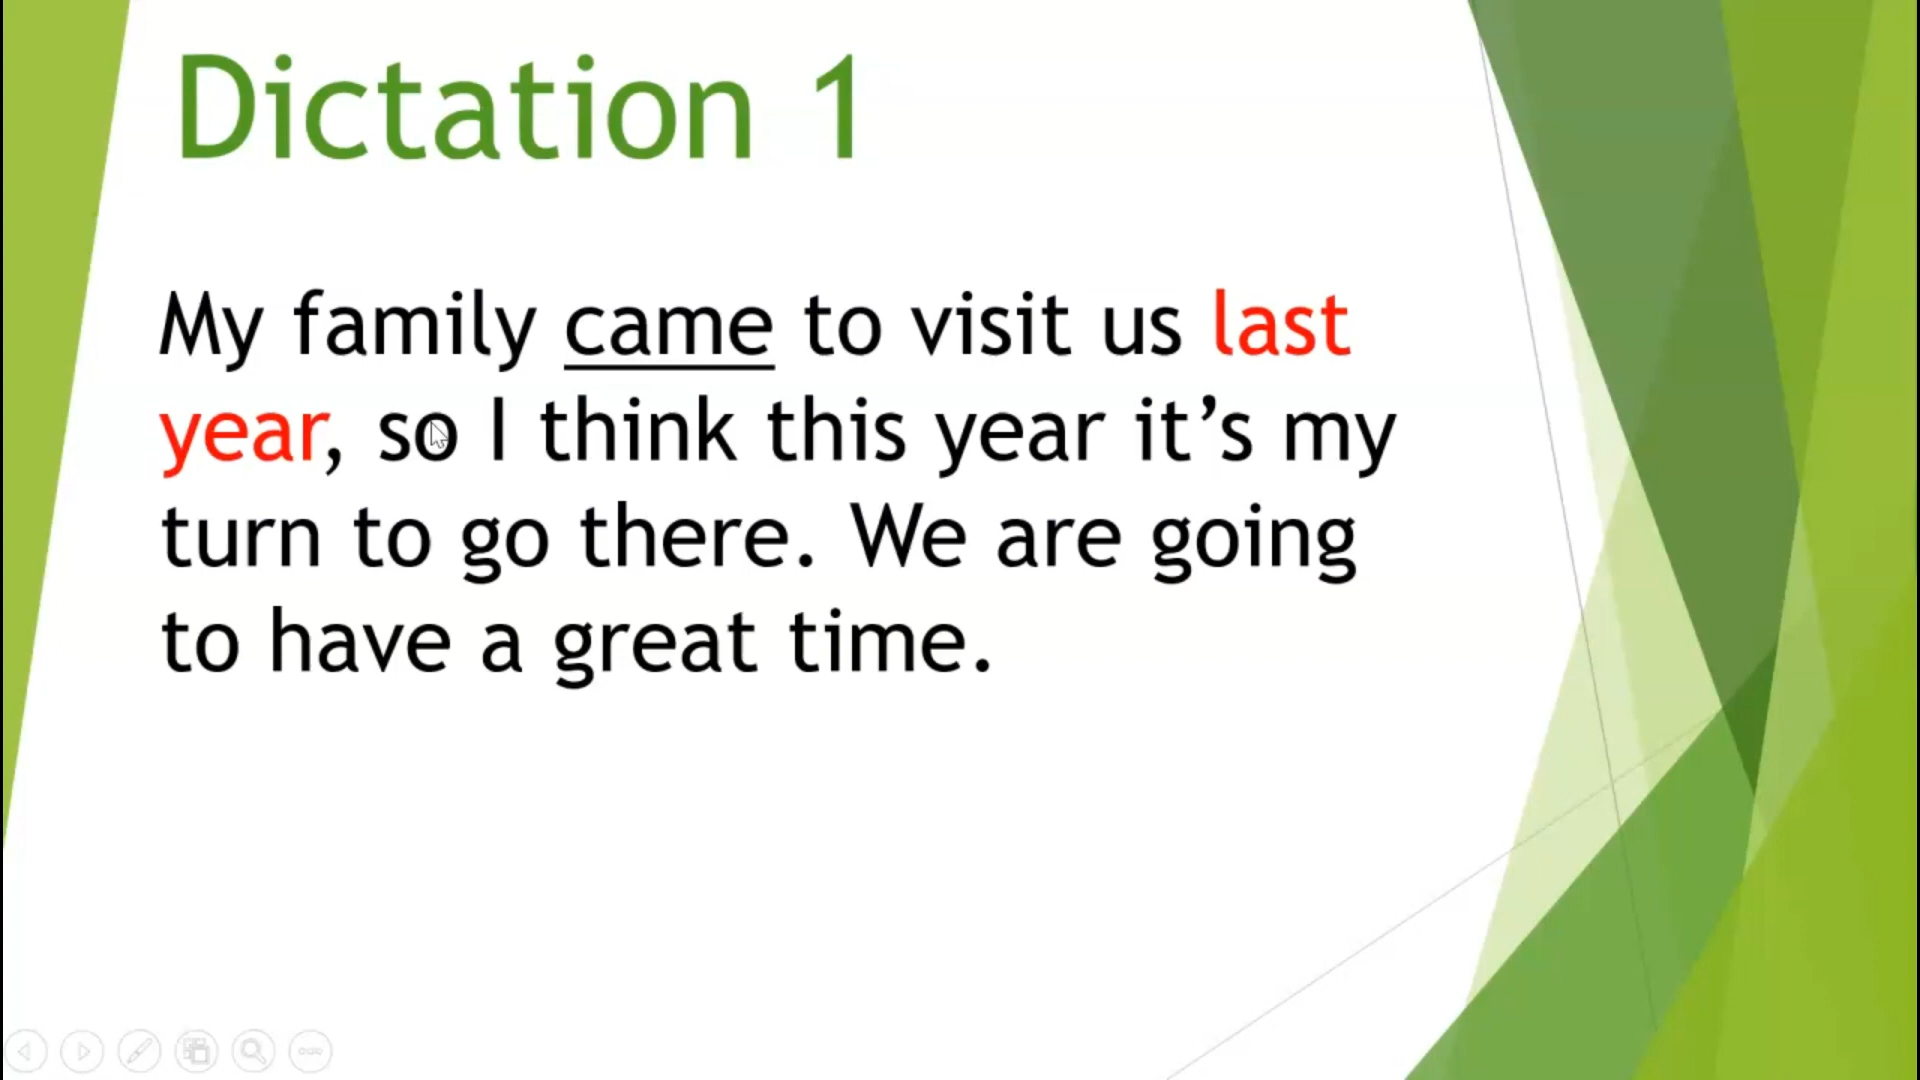 Dictation 1
My family came to visit us last
year, so I think this year it’s my
turn to go there. We are going
to have a great time.